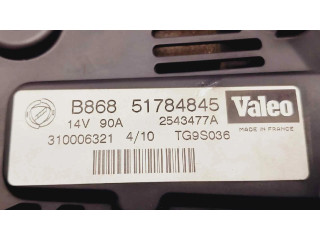 B868 51784845 Valeo
14V 90A 2543477A
MADE IN FRANCE
310006321 4/10 TG9S036